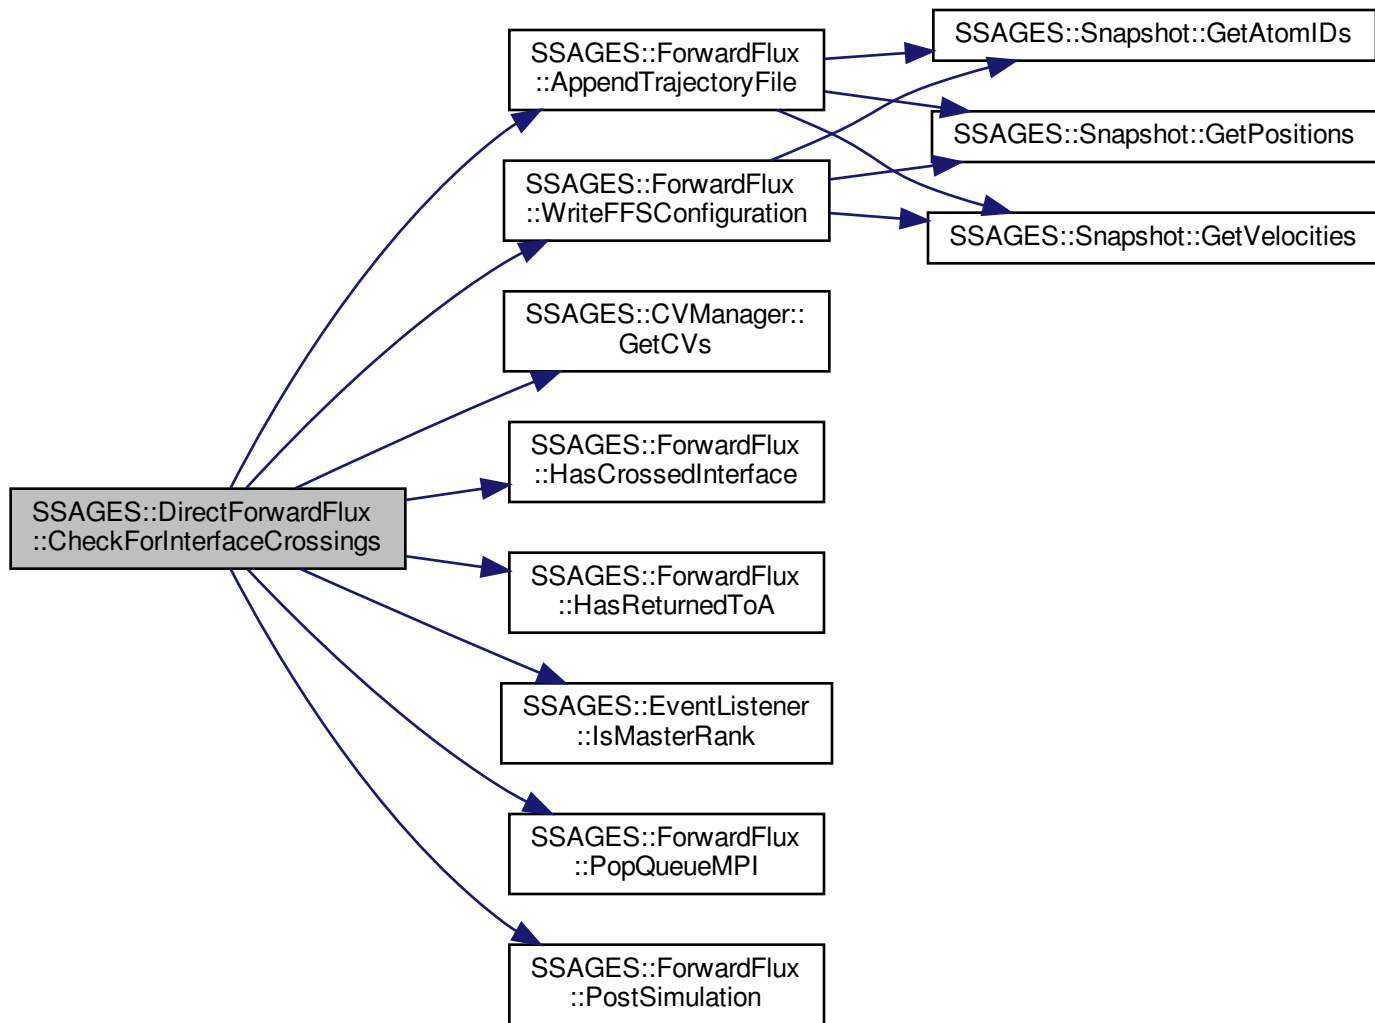 SSAGES::DirectForwardFlux
::CheckForInterfaceCrossings
SSAGES::ForwardFlux
::AppendTrajectoryFile
SSAGES::ForwardFlux
::WriteFFSConfiguration
SSAGES::CVManager::
GetCVs
SSAGES::ForwardFlux
::HasCrossedInterface
SSAGES::ForwardFlux
::HasReturnedToA
SSAGES::EventListener
::IsMasterRank
SSAGES::ForwardFlux
::PopQueueMPI
SSAGES::ForwardFlux
::PostSimulation
SSAGES::Snapshot::GetAtomIDs
SSAGES::Snapshot::GetPositions
SSAGES::Snapshot::GetVelocities